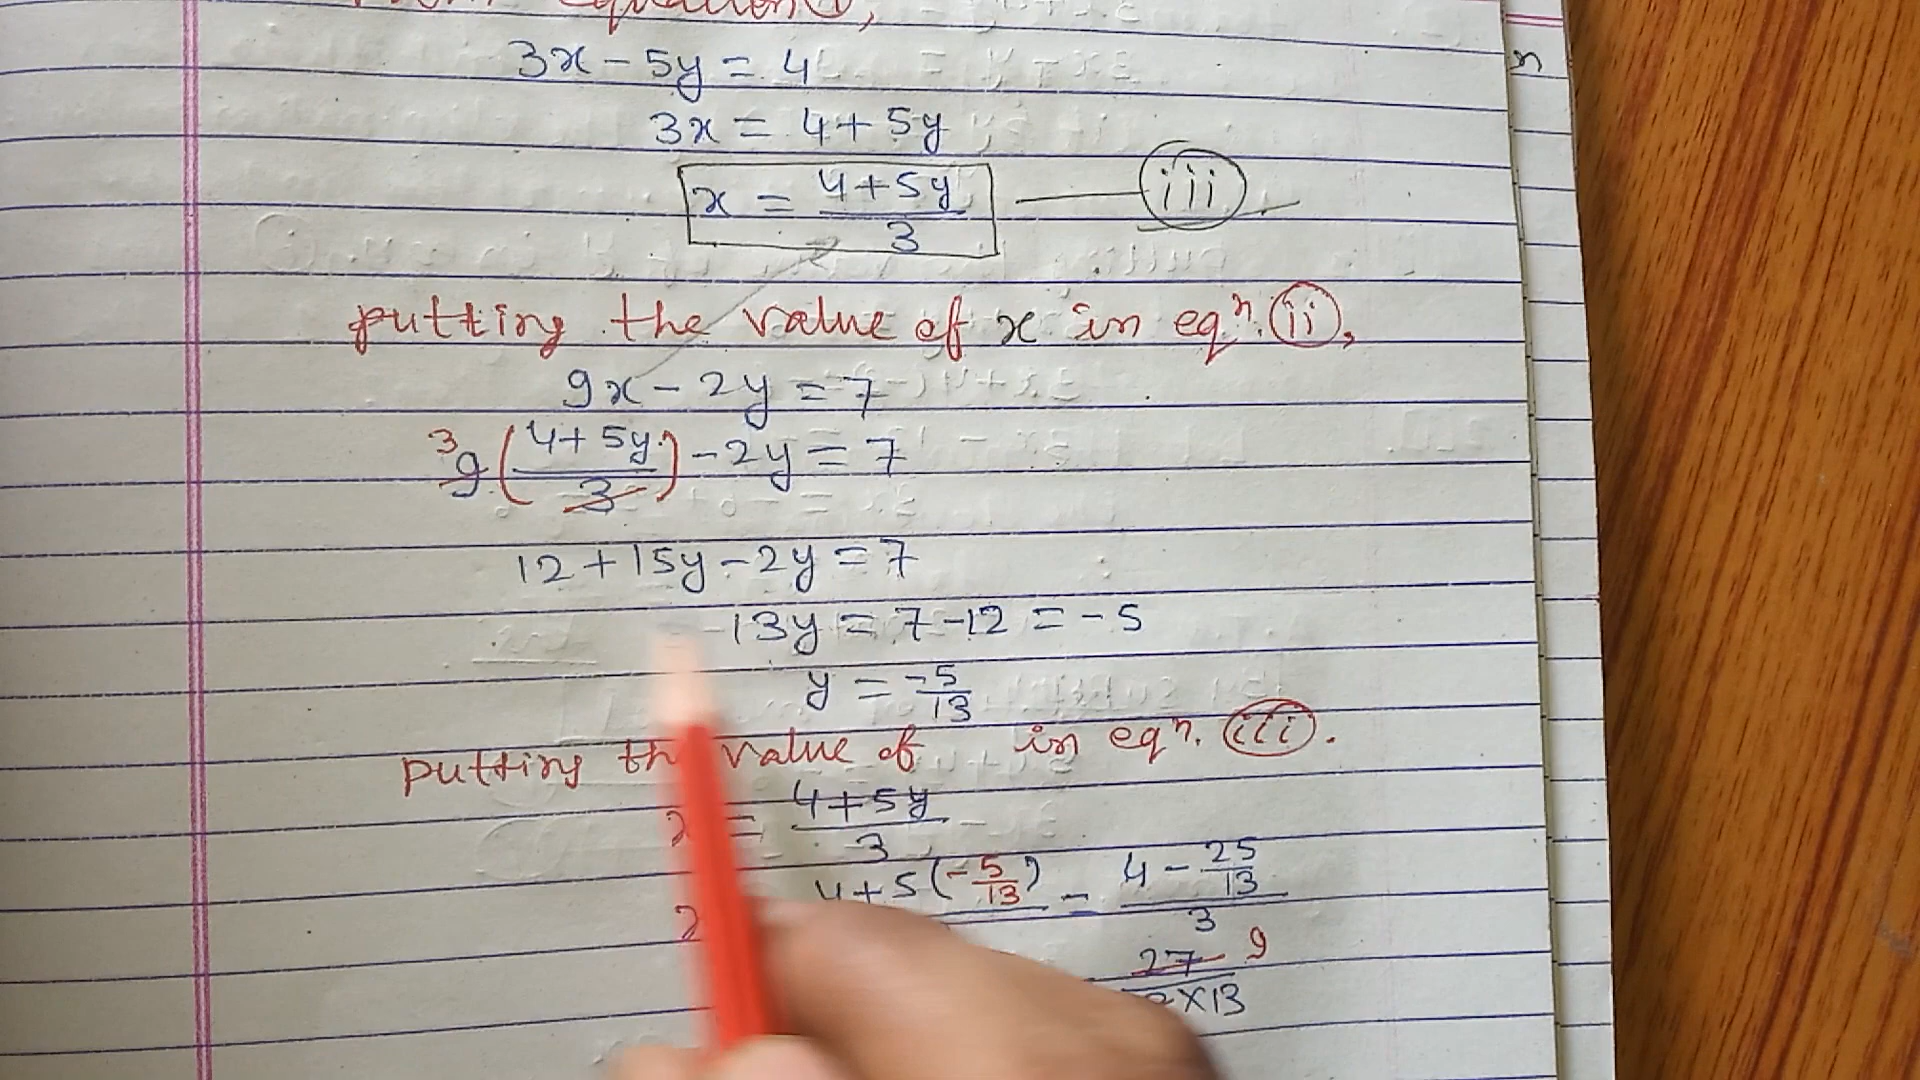 equation (i),
3x - 5y = 4
3x = 4 + 5y
x = (4 + 5y)/3 — (iii)
putting the value of x in eqⁿ. (ii),
9x - 2y = 7
³9((4 + 5y)/3) - 2y = 7
12 + 15y - 2y = 7
13y = 7 - 12 = -5
y = -5/13
putting the value of in eqⁿ. (iii).
x = (4 + 5y)/3
4 + 5(-5/13) = (4 - 25/13)/3
27 9
×13